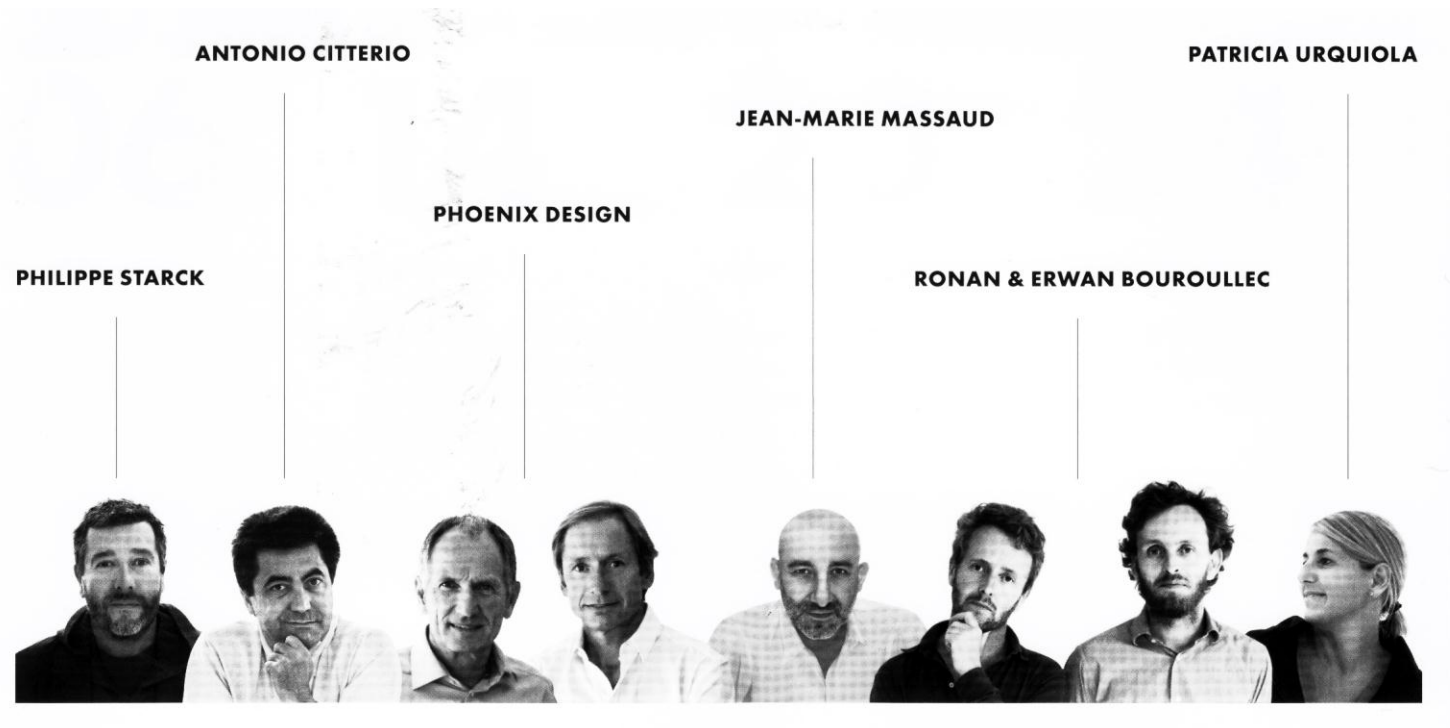 ANTONIO CITTERIO
PATRICIA URQUIOLA
JEAN-MARIE MASSAUD
PHOENIX DESIGN
PHILIPPE STARCK
RONAN & ERWAN BOUROULLEC